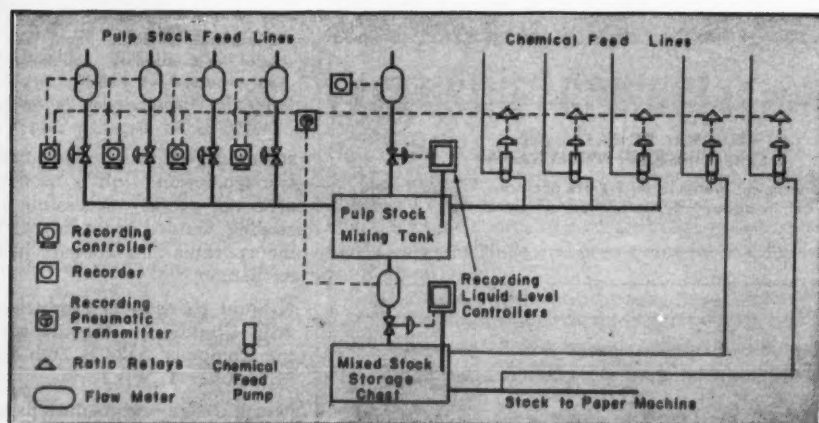 Pulp Stock Feed Lines
Chemical Feed Lines
Pulp Stock
Mixing Tank
Recording
Controller
Recorder
Recording
Pneumatic
Transmitter
Ratio Relays
Flow Meter
Chemical
Feed
Pump
Recording
Liquid Level
Controllers
Mixed Stock
Storage
Chest
Stock to Paper Machine